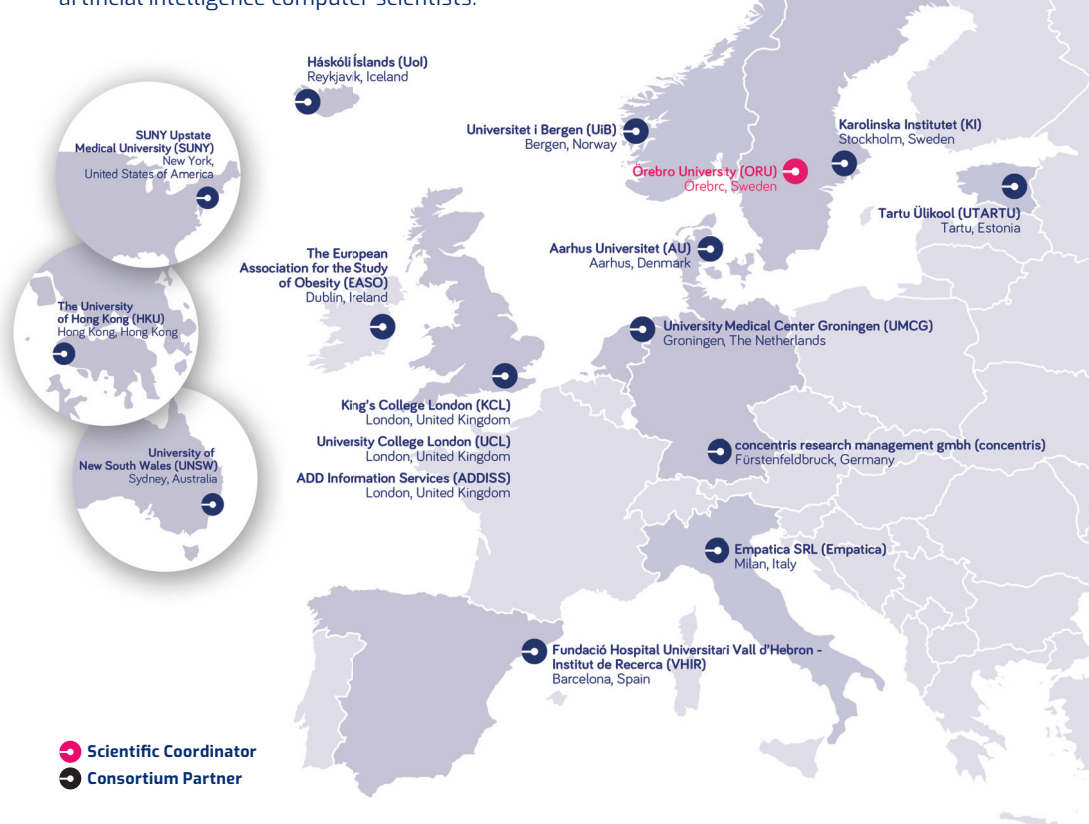 artificial intelligence computer scientists.
Háskóli Íslands (UoI)
Reykjavik, Iceland
SUNY Upstate
Medical University (SUNY)
New York,
United States of America
Universitet i Bergen (UiB)
Bergen, Norway
Karolinska Institutet (KI)
Stockholm, Sweden
Örebro University (ORU)
Örebro, Sweden
Tartu Ülikool (UTARTU)
Tartu, Estonia
Aarhus Universitet (AU)
Aarhus, Denmark
The European
Association for the Study
of Obesity (EASO)
Dublin, Ireland
The University
of Hong Kong (HKU)
Hong Kong, Hong Kong
University Medical Center Groningen (UMCG)
Groningen, The Netherlands
King's College London (KCL)
London, United Kingdom
University College London (UCL)
London, United Kingdom
ADD Information Services (ADDISS)
London, United Kingdom
University of
New South Wales (UNSW)
Sydney, Australia
concentris research management gmbh (concentris)
Fürstenfeldbruck, Germany
Empatica SRL (Empatica)
Milan, Italy
Fundació Hospital Universitari Vall d'Hebron -
Institut de Recerca (VHIR)
Barcelona, Spain
Scientific Coordinator
Consortium Partner